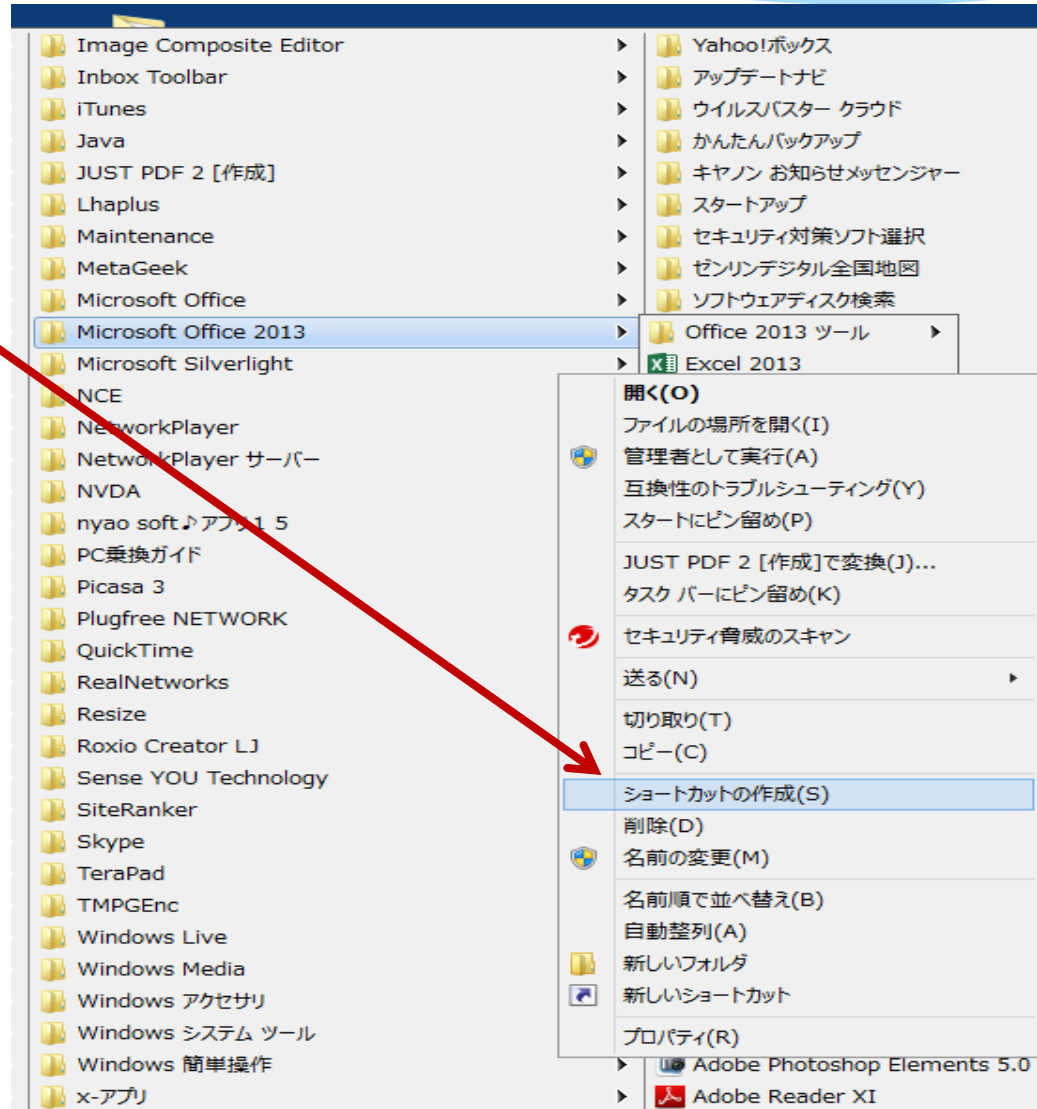 Image Composite Editor
Inbox Toolbar
iTunes
Java
JUST PDF 2 [作成]
Lhaplus
Maintenance
MetaGeek
Microsoft Office
Microsoft Office 2013
Microsoft Silverlight
NCE
NetworkPlayer
NetworkPlayer サーバー
NVDA
nyao soft♪アプリ1 5
PC乗換ガイド
Picasa 3
Plugfree NETWORK
QuickTime
RealNetworks
Resize
Roxio Creator LJ
Sense YOU Technology
SiteRanker
Skype
TeraPad
TMPGEnc
Windows Live
Windows Media
Windows アクセサリ
Windows システム ツール
Windows 簡単操作
x-アプリ
Yahoo!ボックス
アップデートナビ
ウイルスバスター クラウド
かんたんバックアップ
キヤノン お知らせメッセンジャー
スタートアップ
セキュリティ対策ソフト選択
ゼンリンデジタル全国地図
ソフトウェアディスク検索
Office 2013 ツール
Excel 2013
開く(O)
ファイルの場所を開く(I)
管理者として実行(A)
互換性のトラブルシューティング(Y)
スタートにピン留め(P)
JUST PDF 2 [作成]で変換(J)...
タスク バーにピン留め(K)
セキュリティ脅威のスキャン
送る(N)
切り取り(T)
コピー(C)
ショートカットの作成(S)
削除(D)
名前の変更(M)
名前順で並べ替え(B)
自動整列(A)
新しいフォルダ
新しいショートカット
プロパティ(R)
Adobe Photoshop Elements 5.0
Adobe Reader XI